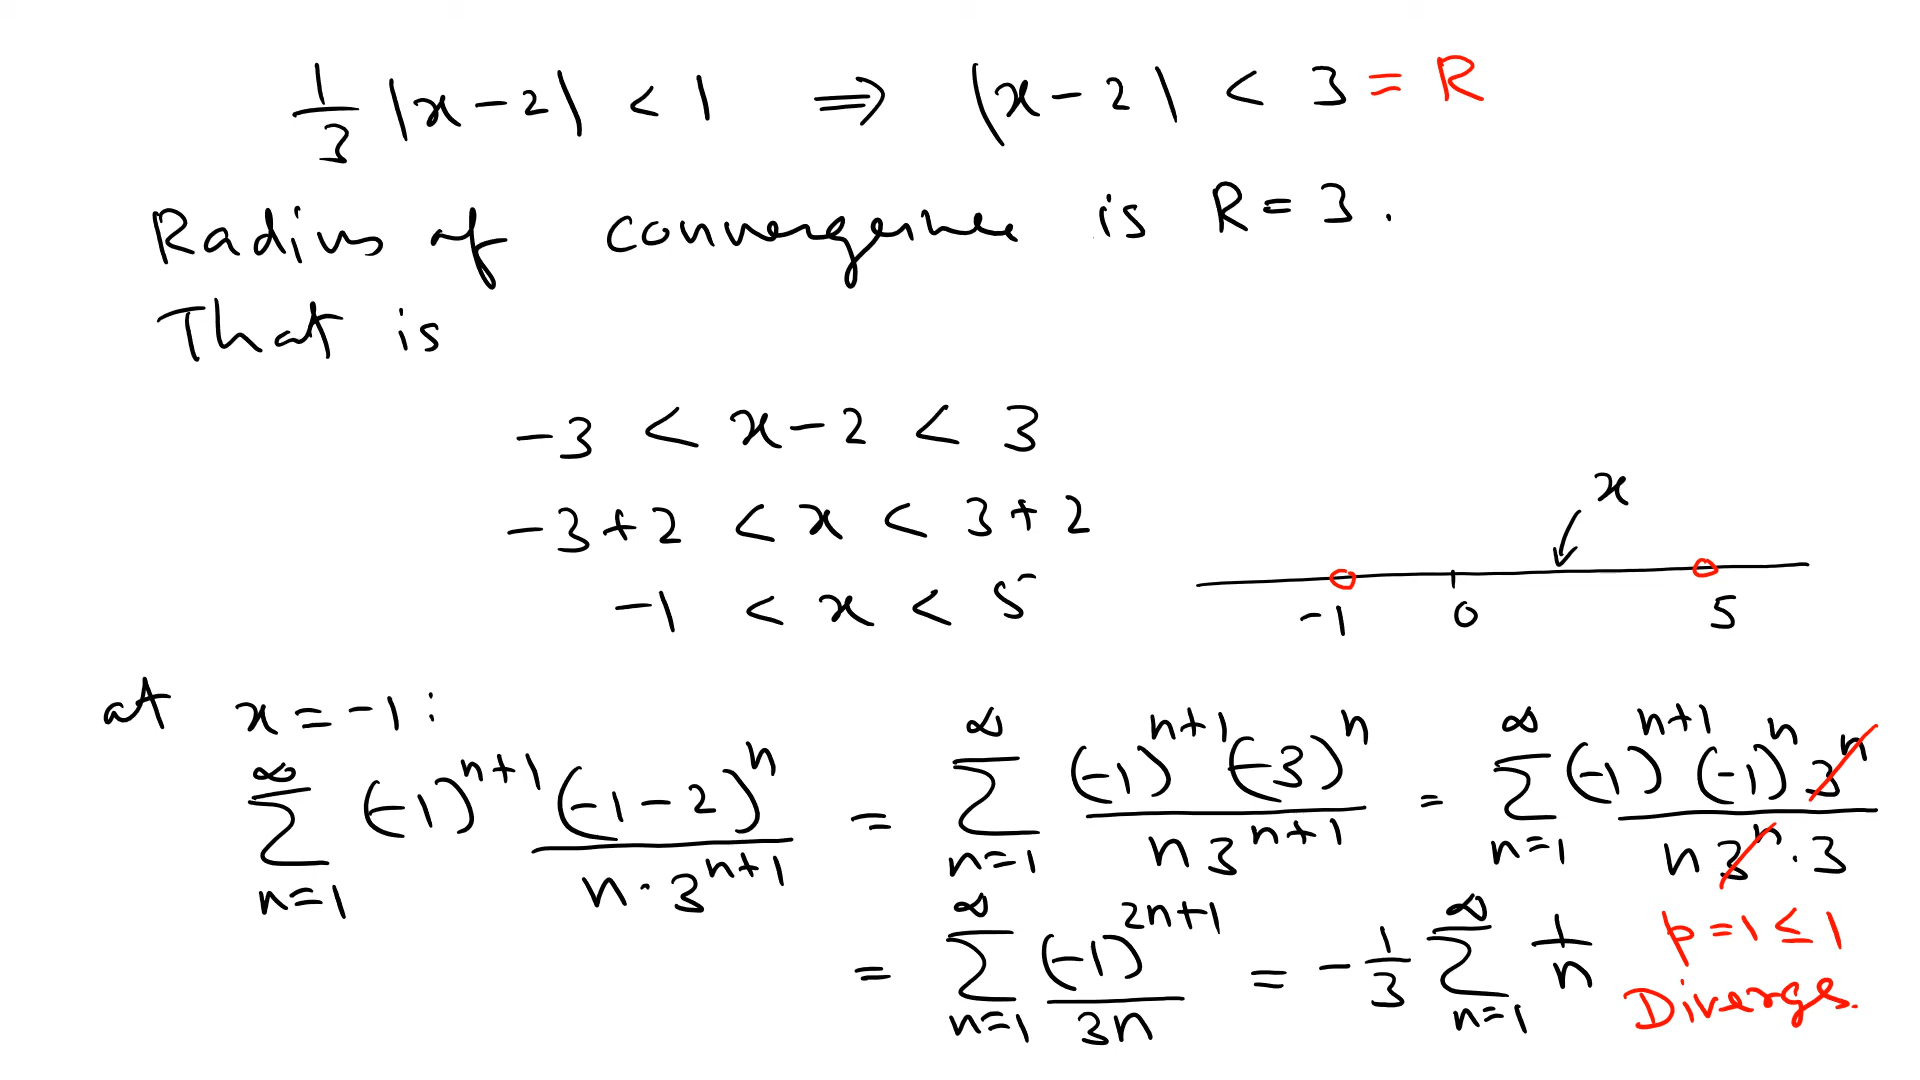 1/3 |x-2| < 1 ⇒ |x-2| < 3 = R
Radius of convergence is R = 3.
That is
-3 < x-2 < 3
-3+2 < x < 3+2
-1 < x < 5
x
-1 0 5
at x = -1:
∑_{n=1}^{∞} (-1)^{n+1} (-1-2)^n / (n·3^{n+1}) = ∑_{n=1}^{∞} (-1)^{n+1} (-3)^n / (n 3^{n+1}) = ∑_{n=1}^{∞} (-1)^{n+1} (-1)^n 3^n / (n 3^n · 3)
= ∑_{n=1}^{∞} (-1)^{2n+1} / 3n = -1/3 ∑_{n=1}^{∞} 1/n p = 1 ≤ 1
Diverges.